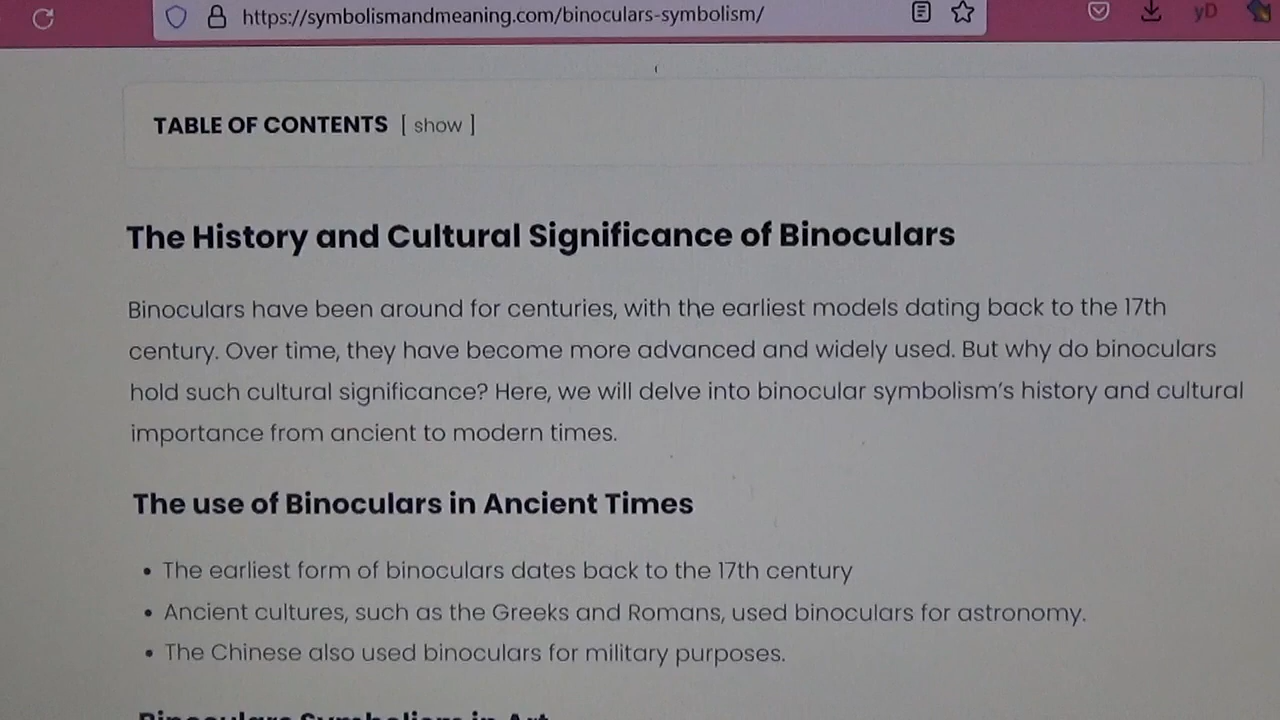 https://symbolismandmeaning.com/binoculars-symbolism/
yD
TABLE OF CONTENTS [ show ]
The History and Cultural Significance of Binoculars
Binoculars have been around for centuries, with the earliest models dating back to the 17th
century. Over time, they have become more advanced and widely used. But why do binoculars
hold such cultural significance? Here, we will delve into binocular symbolism’s history and cultural
importance from ancient to modern times.
The use of Binoculars in Ancient Times
• The earliest form of binoculars dates back to the 17th century
• Ancient cultures, such as the Greeks and Romans, used binoculars for astronomy.
• The Chinese also used binoculars for military purposes.
Binoculars Symbolism in Art